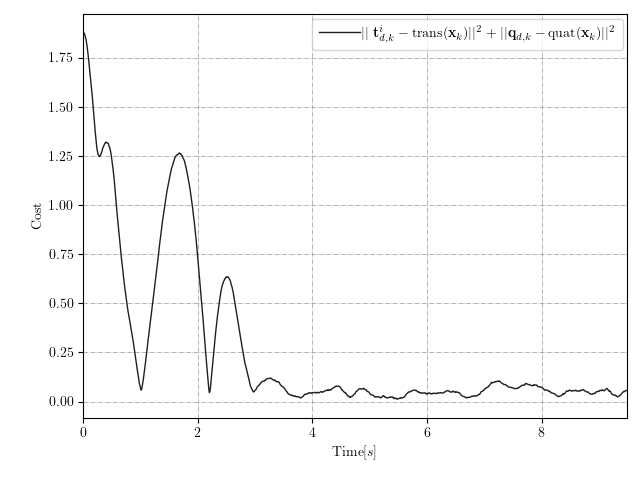 || t^i_{d,k} − trans(x_k)||² + ||q_{d,k} − quat(x_k)||²
1.75
1.50
1.25
1.00
0.75
0.50
0.25
0.00
Cost
0 2 4 6 8
Time[s]